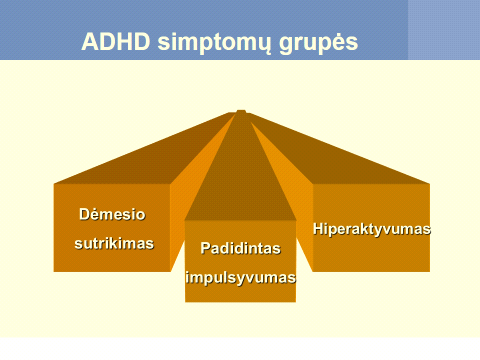 ADHD simptomų grupės
Dėmesio
sutrikimas
Padidintas
impulsyvumas
Hiperaktyvumas